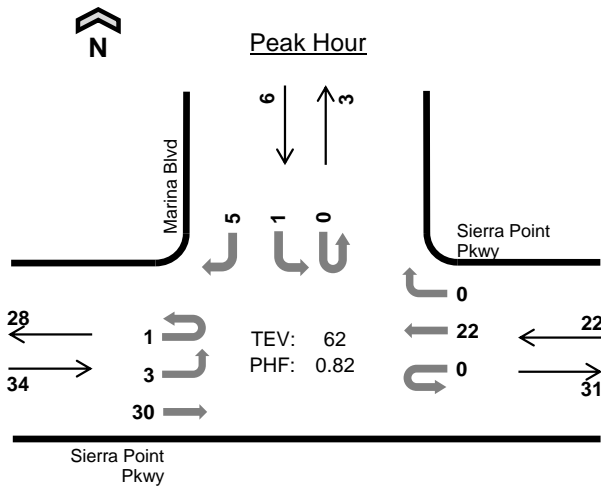 N
Peak Hour
Marina Blvd
6
3
5
1
0
Sierra Point
Pkwy
0
28
1
TEV: 62
22
22
34
3
PHF: 0.82
0
31
30
Sierra Point
Pkwy